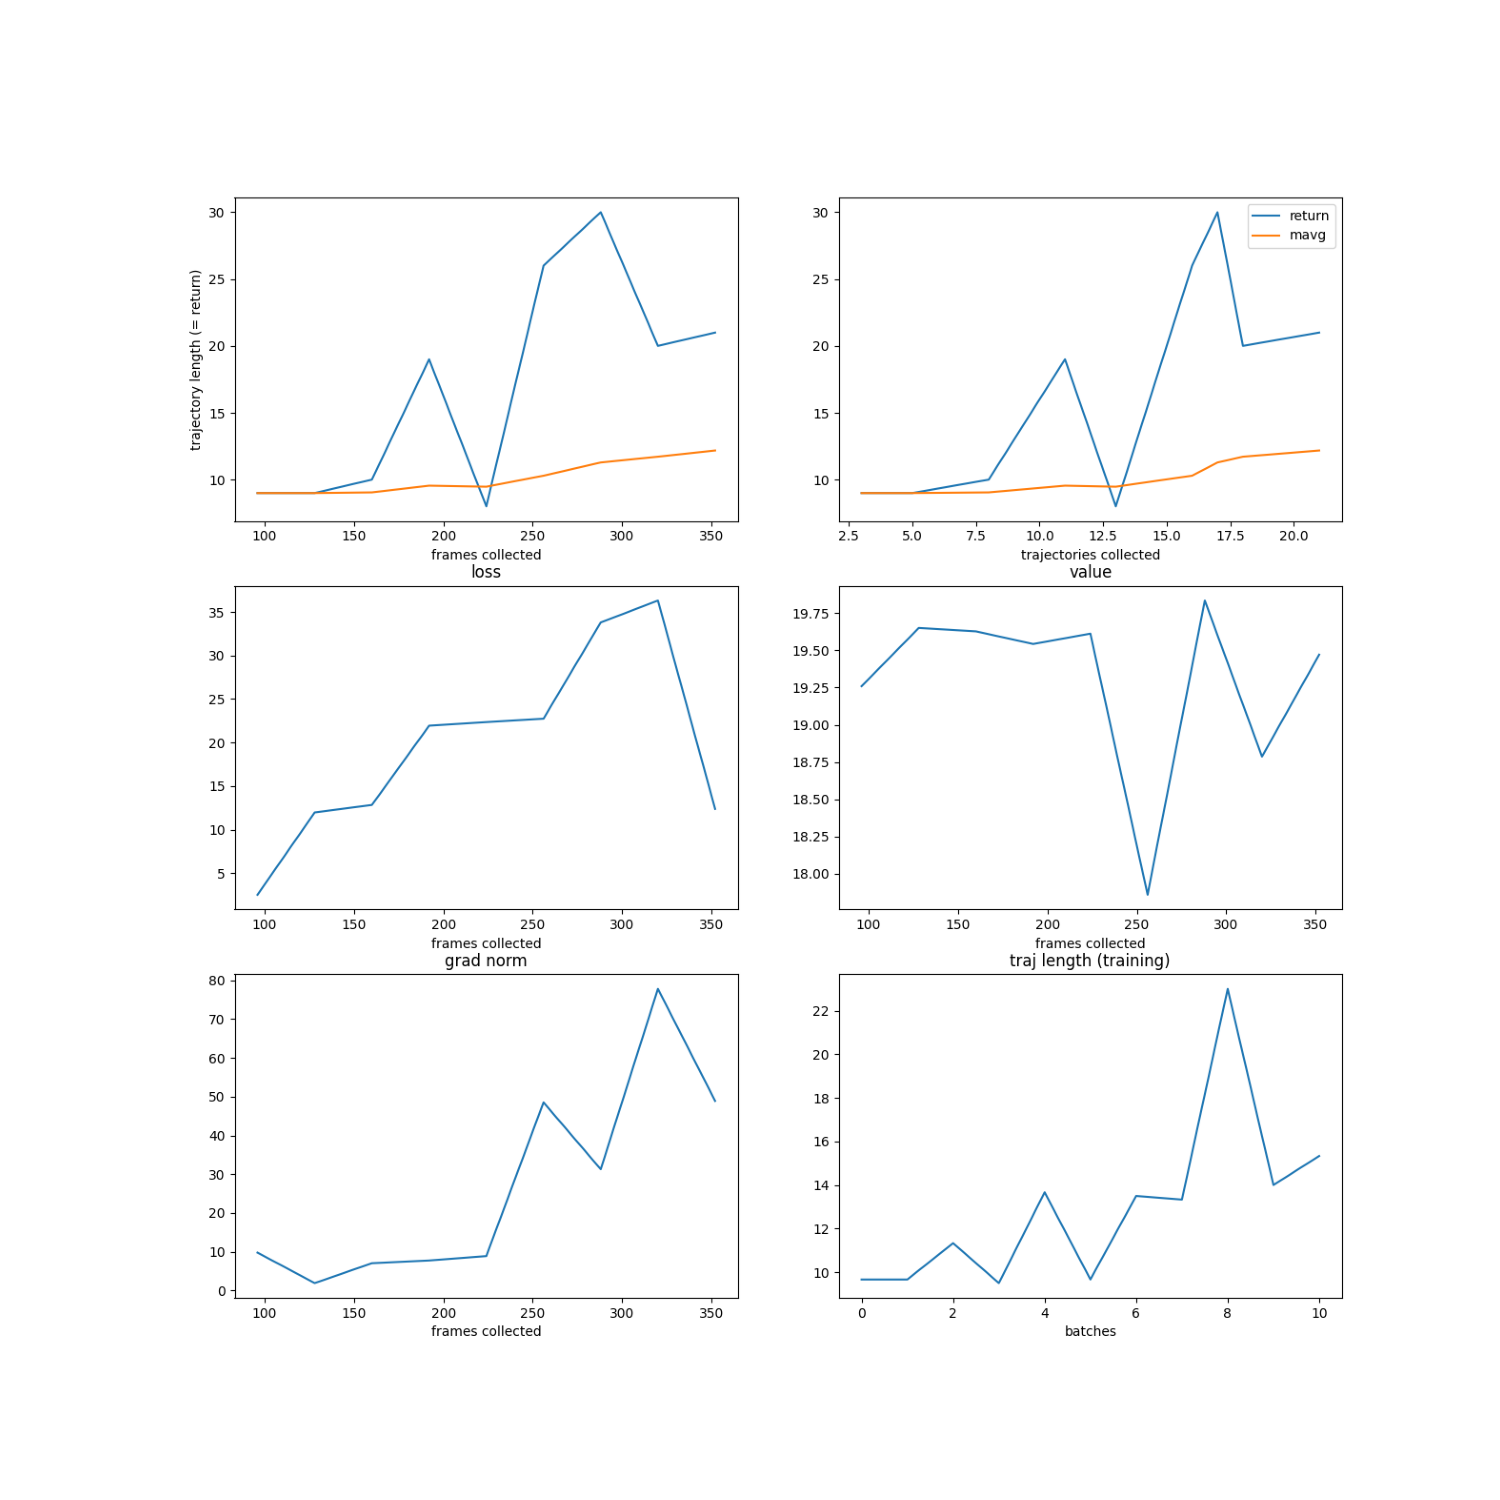 30
25
20
15
10
trajectory length (= return)
100 150 200 250 300 350
frames collected
30
25
20
15
10
return
mavg
2.5 5.0 7.5 10.0 12.5 15.0 17.5 20.0
trajectories collected
loss
35
30
25
20
15
10
5
100 150 200 250 300 350
frames collected
value
19.75
19.50
19.25
19.00
18.75
18.50
18.25
18.00
100 150 200 250 300 350
frames collected
grad norm
80
70
60
50
40
30
20
10
0
100 150 200 250 300 350
frames collected
traj length (training)
22
20
18
16
14
12
10
0 2 4 6 8 10
batches